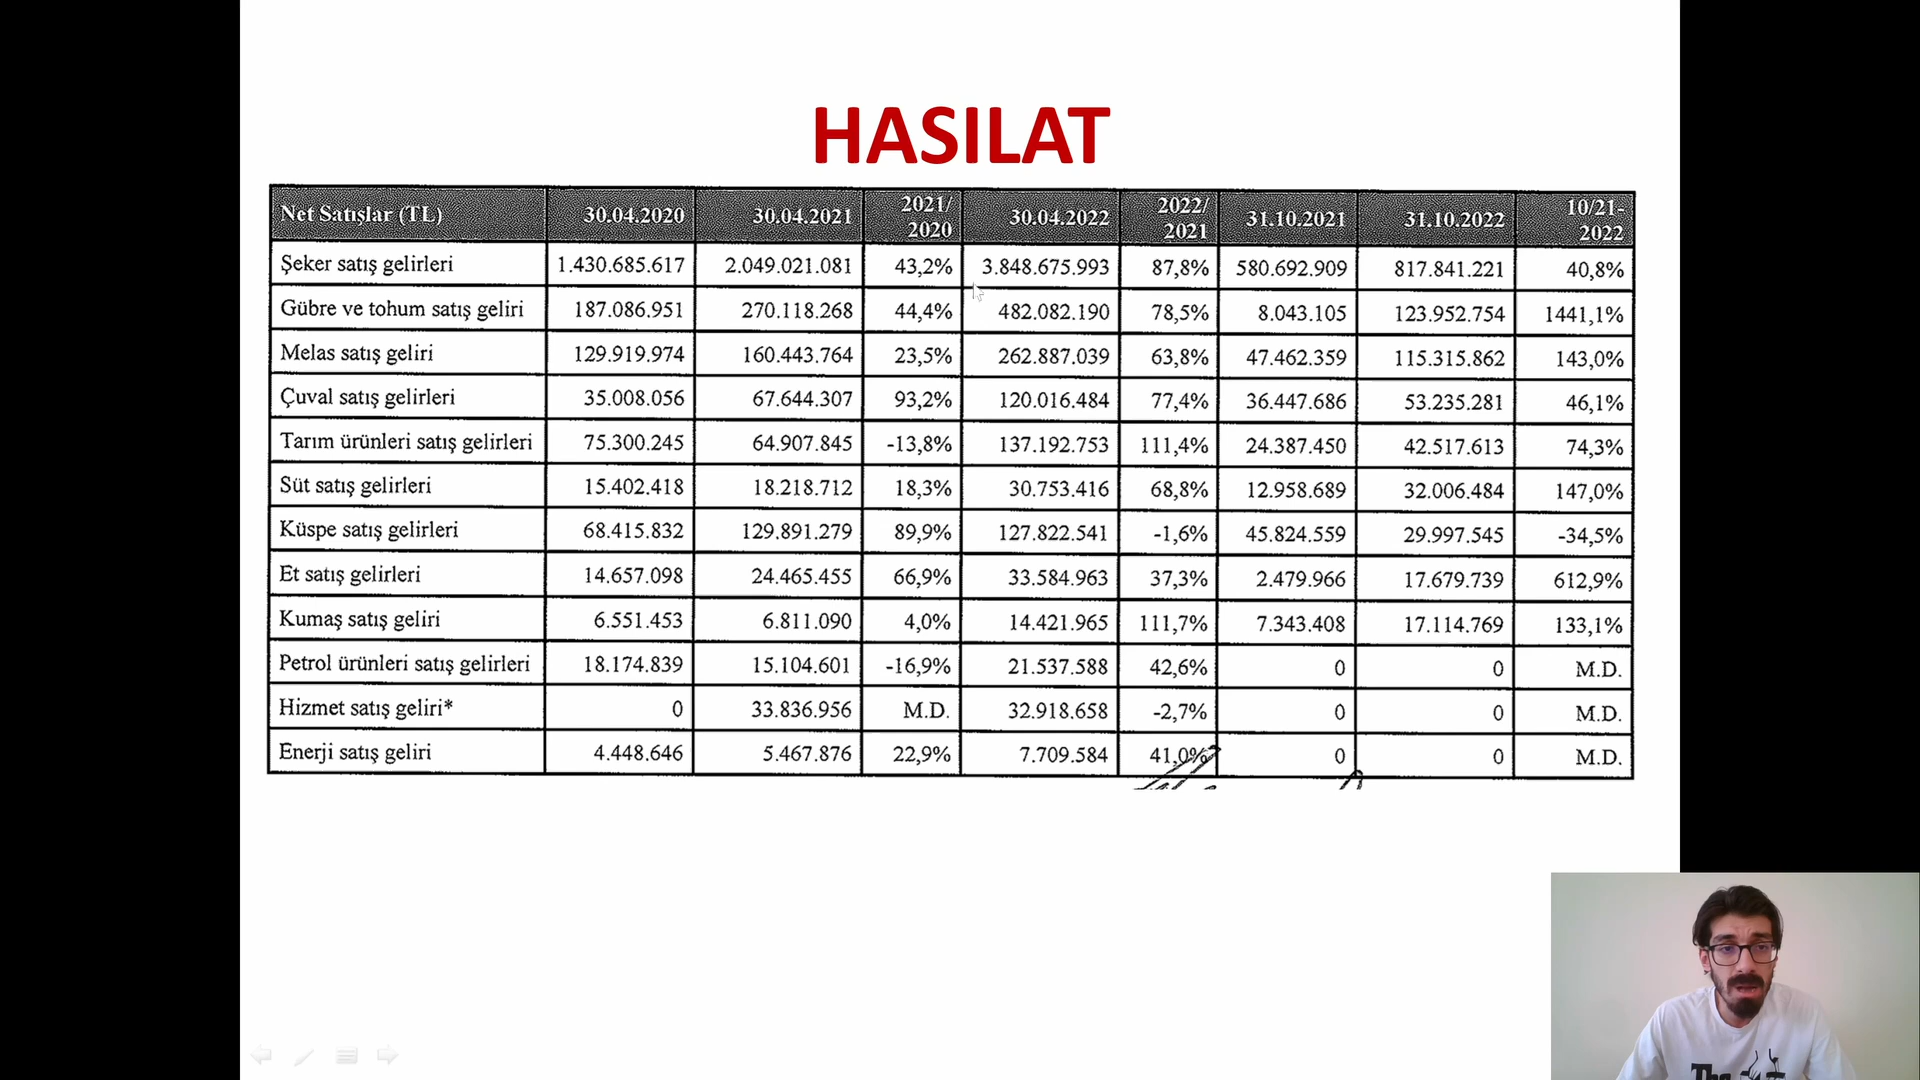 HASILAT
Net Satışlar (TL) 30.04.2020 30.04.2021 2021/2020 30.04.2022 2022/2021 31.10.2021 31.10.2022 10/21-2022
Şeker satış gelirleri 1.430.685.617 2.049.021.081 43,2% 3.848.675.993 87,8% 580.692.909 817.841.221 40,8%
Gübre ve tohum satış geliri 187.086.951 270.118.268 44,4% 482.082.190 78,5% 8.043.105 123.952.754 1441,1%
Melas satış geliri 129.919.974 160.443.764 23,5% 262.887.039 63,8% 47.462.359 115.315.862 143,0%
Çuval satış gelirleri 35.008.056 67.644.307 93,2% 120.016.484 77,4% 36.447.686 53.235.281 46,1%
Tarım ürünleri satış gelirleri 75.300.245 64.907.845 -13,8% 137.192.753 111,4% 24.387.450 42.517.613 74,3%
Süt satış gelirleri 15.402.418 18.218.712 18,3% 30.753.416 68,8% 12.958.689 32.006.484 147,0%
Küspe satış gelirleri 68.415.832 129.891.279 89,9% 127.822.541 -1,6% 45.824.559 29.997.545 -34,5%
Et satış gelirleri 14.657.098 24.465.455 66,9% 33.584.963 37,3% 2.479.966 17.679.739 612,9%
Kumaş satış geliri 6.551.453 6.811.090 4,0% 14.421.965 111,7% 7.343.408 17.114.769 133,1%
Petrol ürünleri satış gelirleri 18.174.839 15.104.601 -16,9% 21.537.588 42,6% 0 0 M.D.
Hizmet satış geliri* 0 33.836.956 M.D. 32.918.658 -2,7% 0 0 M.D.
Enerji satış geliri 4.448.646 5.467.876 22,9% 7.709.584 41,0% 0 0 M.D.